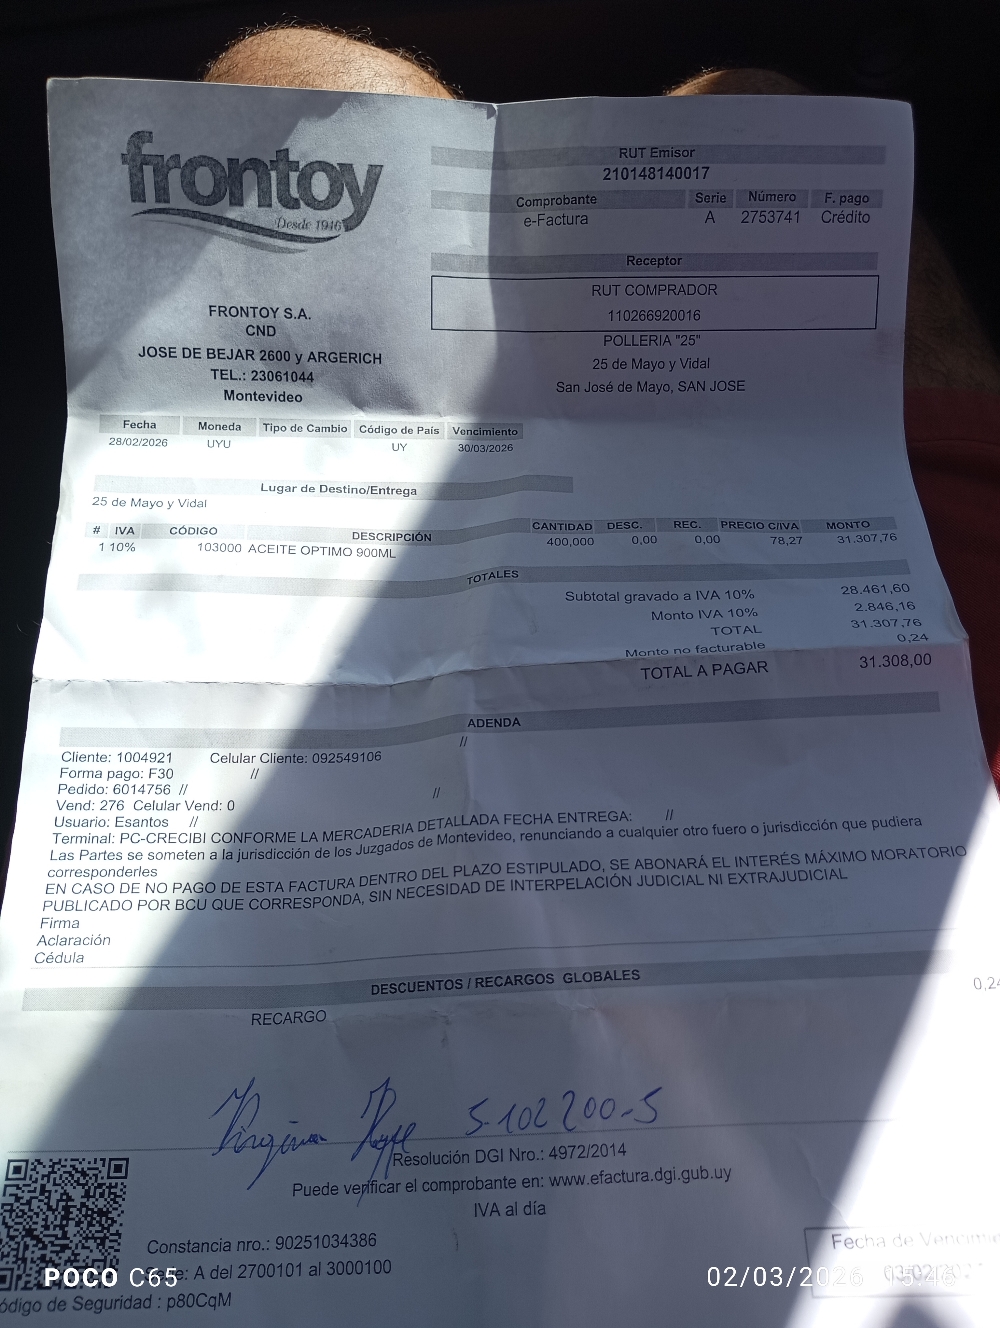 frontoy
Desde 1946
RUT Emisor
210148140017
Comprobante Serie Número F. pago
e-Factura A 2753741 Crédito
Receptor
RUT COMPRADOR
110266920016
POLLERIA "25"
25 de Mayo y Vidal
San José de Mayo, SAN JOSE
FRONTOY S.A.
CND
JOSE DE BEJAR 2600 y ARGERICH
TEL.: 23061044
Montevideo
Fecha Moneda Tipo de Cambio Código de País Vencimiento
28/02/2026 UYU UY 30/03/2026
Lugar de Destino/Entrega
25 de Mayo y Vidal
# IVA CÓDIGO DESCRIPCIÓN CANTIDAD DESC. REC. PRECIO C/IVA MONTO
1 10% 103000 ACEITE OPTIMO 900ML 400,000 0,00 0,00 78,27 31.307,76
TOTALES
Subtotal gravado a IVA 10% 28.461,60
Monto IVA 10% 2.846,16
TOTAL 31.307,76
Monto no facturable 0,24
TOTAL A PAGAR 31.308,00
ADENDA
//
Cliente: 1004921 Celular Cliente: 092549106
Forma pago: F30 //
Pedido: 6014756 // //
Vend: 276 Celular Vend: 0
Usuario: Esantos //
Terminal: PC-CRECIBI CONFORME LA MERCADERIA DETALLADA FECHA ENTREGA: //
Las Partes se someten a la jurisdicción de los Juzgados de Montevideo, renunciando a cualquier otro fuero o jurisdicción que pudiera
corresponderles
EN CASO DE NO PAGO DE ESTA FACTURA DENTRO DEL PLAZO ESTIPULADO, SE ABONARÁ EL INTERÉS MÁXIMO MORATORIO
PUBLICADO POR BCU QUE CORRESPONDA, SIN NECESIDAD DE INTERPELACIÓN JUDICIAL NI EXTRAJUDICIAL
Firma
Aclaración
Cédula
DESCUENTOS / RECARGOS GLOBALES
RECARGO 0,24
5-102200-5
Resolución DGI Nro.: 4972/2014
Puede verificar el comprobante en: www.efactura.dgi.gub.uy
IVA al día
Constancia nro.: 90251034386
Serie: A del 2700101 al 3000100
ódigo de Seguridad : p80CqM
Fecha de Vencimie
POCO C65
02/03/2026 15:46